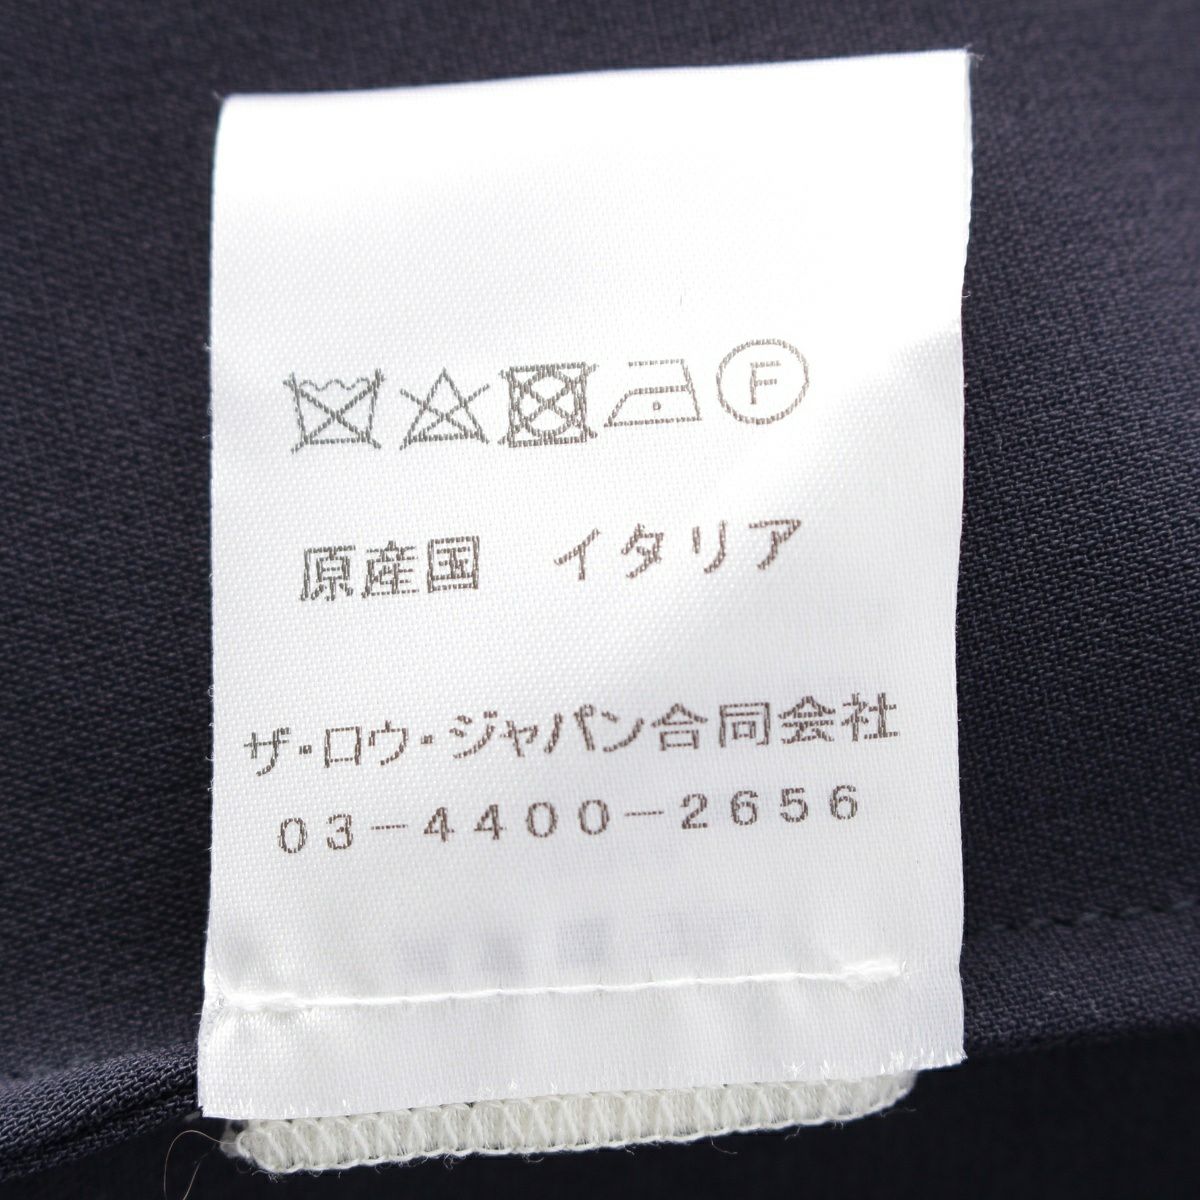 F
原産国　イタリア
ザ・ロウ・ジャパン合同会社
03-4400-2656